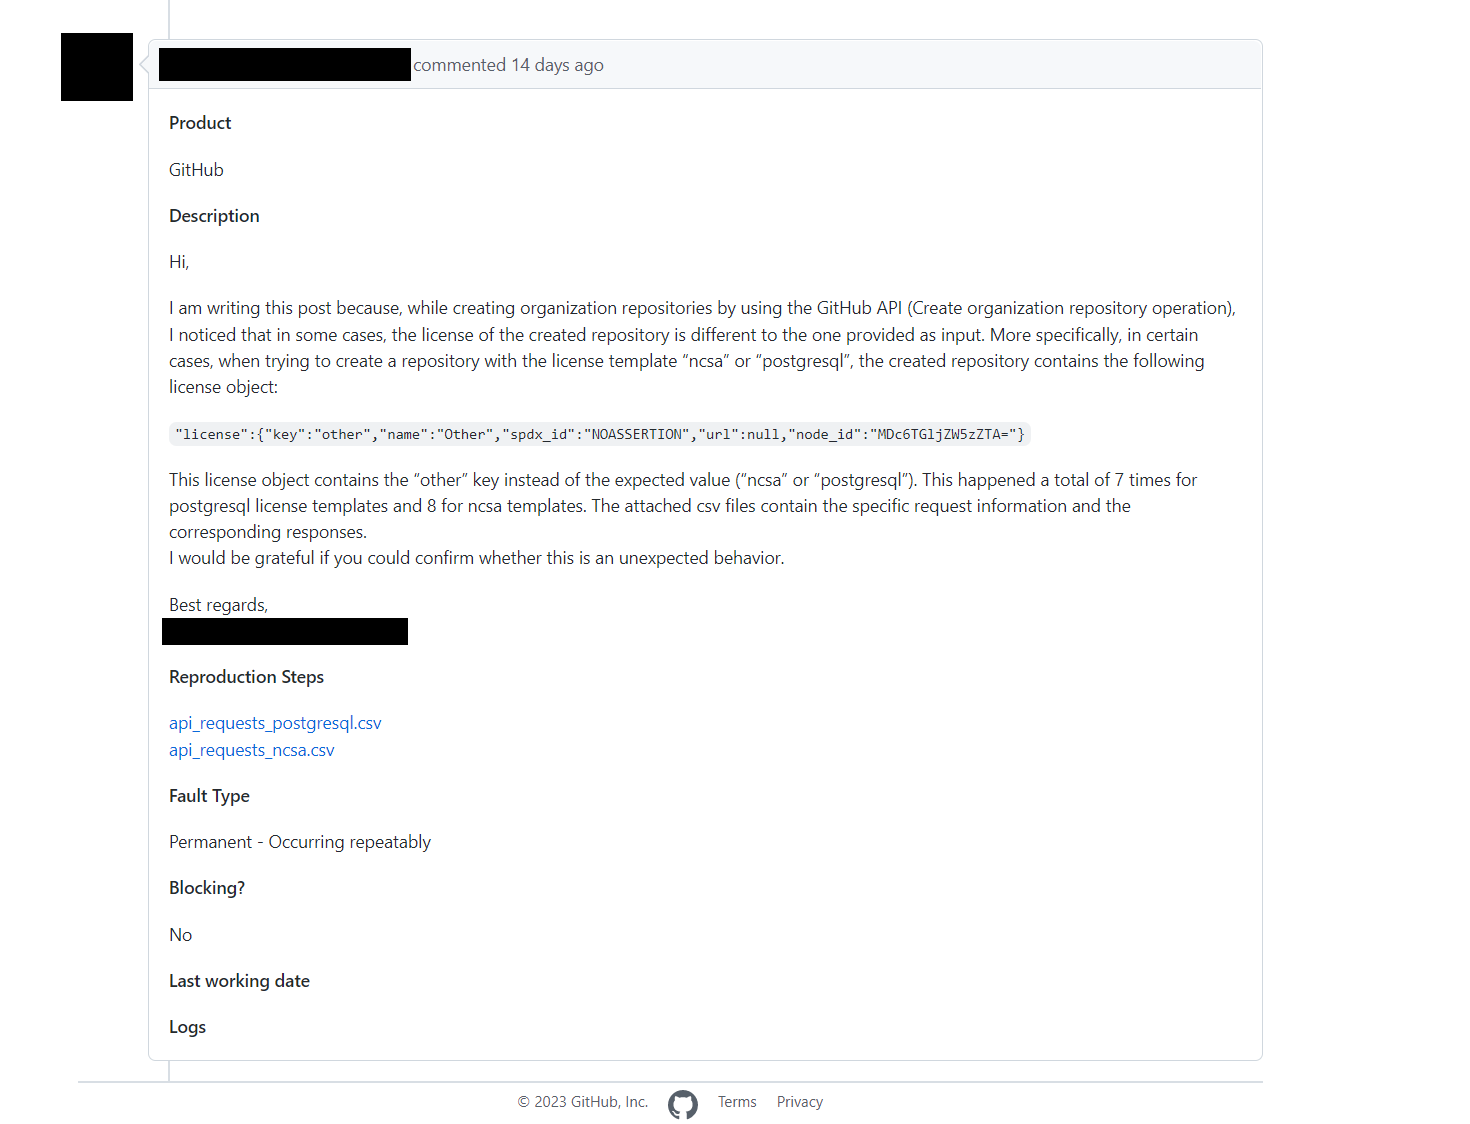 commented 14 days ago
Product
GitHub
Description
Hi,
I am writing this post because, while creating organization repositories by using the GitHub API (Create organization repository operation),
I noticed that in some cases, the license of the created repository is different to the one provided as input. More specifically, in certain
cases, when trying to create a repository with the license template “ncsa” or “postgresql”, the created repository contains the following
license object:
"license":{"key":"other","name":"Other","spdx_id":"NOASSERTION","url":null,"node_id":"MDc6TGljZW5zZTA="}
This license object contains the “other” key instead of the expected value (“ncsa” or “postgresql”). This happened a total of 7 times for
postgresql license templates and 8 for ncsa templates. The attached csv files contain the specific request information and the
corresponding responses.
I would be grateful if you could confirm whether this is an unexpected behavior.
Best regards,
Reproduction Steps
api_requests_postgresql.csv
api_requests_ncsa.csv
Fault Type
Permanent - Occurring repeatably
Blocking?
No
Last working date
Logs
© 2023 GitHub, Inc. Terms Privacy